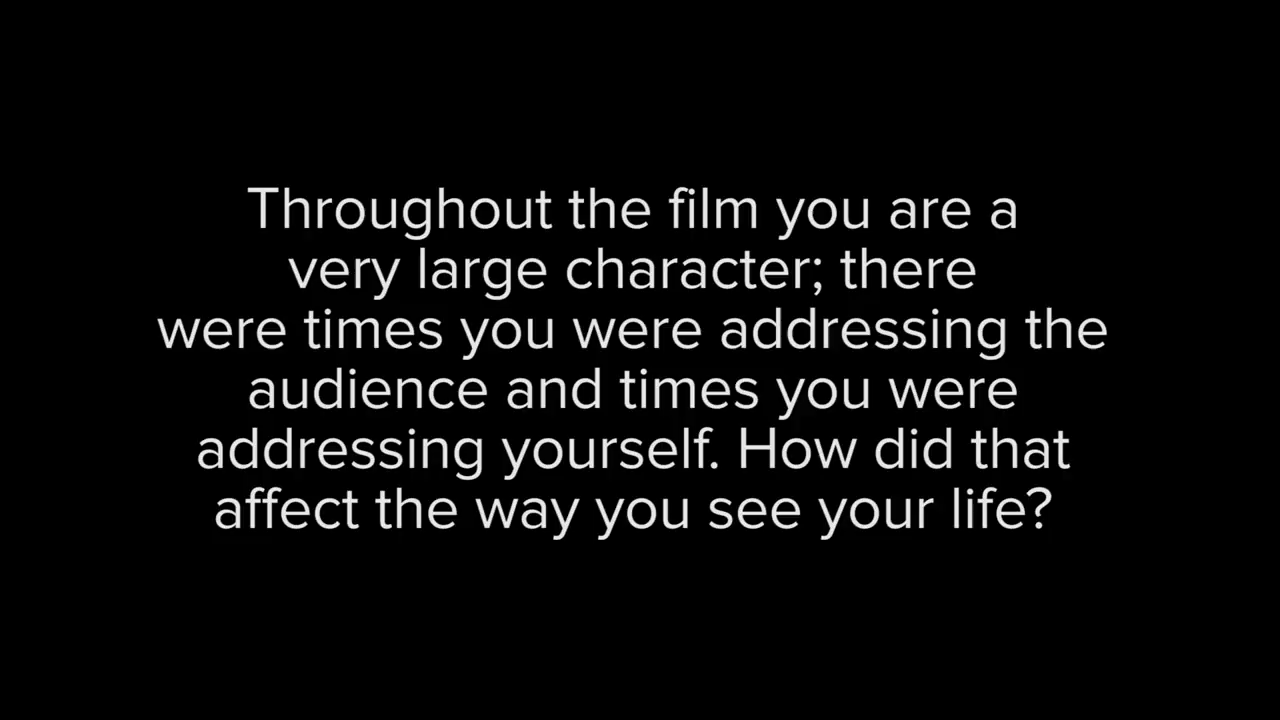 Throughout the film you are a
very large character; there
were times you were addressing the
audience and times you were
addressing yourself. How did that
affect the way you see your life?